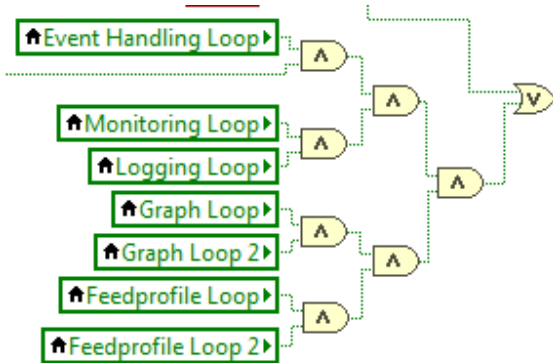 Event Handling Loop
Monitoring Loop
Logging Loop
Graph Loop
Graph Loop 2
Feedprofile Loop
Feedprofile Loop 2